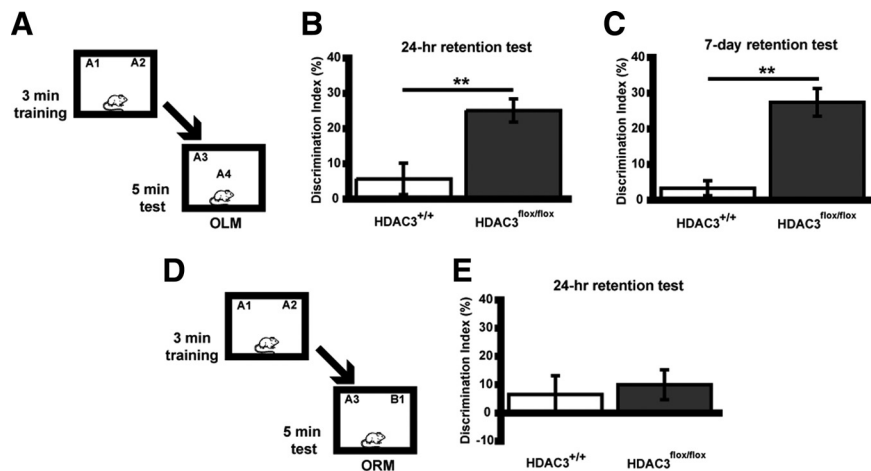 A
A1 A2
3 min
training
A3
A4
5 min
test
OLM
B
24-hr retention test
Discrimination Index (%)
40
30
20
10
0
**
HDAC3+/+
HDAC3flox/flox
C
7-day retention test
Discrimination Index (%)
40
30
20
10
0
**
HDAC3+/+
HDAC3flox/flox
D
A1 A2
3 min
training
A3 B1
5 min
test
ORM
E
24-hr retention test
Discrimination Index (%)
40
30
20
10
0
-10
HDAC3+/+
HDAC3flox/flox